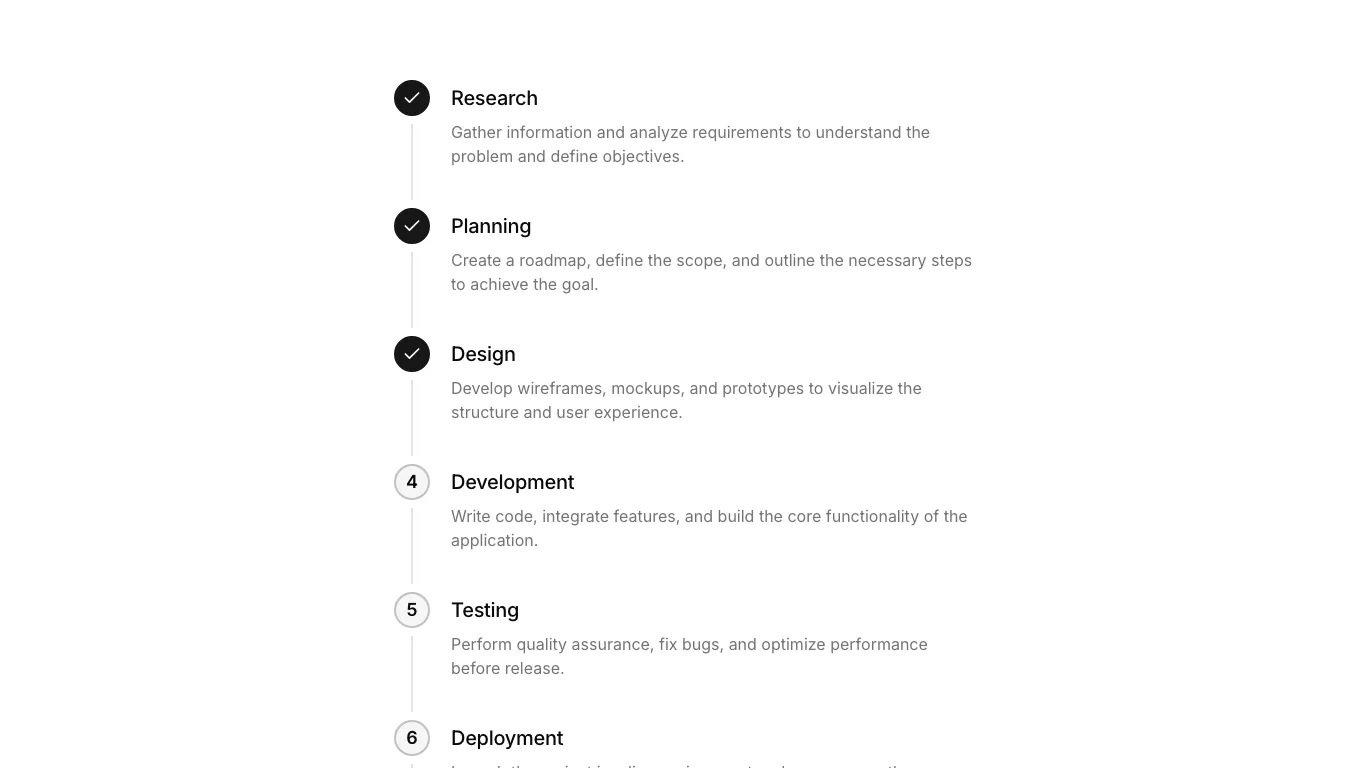 Research
Gather information and analyze requirements to understand the
problem and define objectives.
Planning
Create a roadmap, define the scope, and outline the necessary steps
to achieve the goal.
Design
Develop wireframes, mockups, and prototypes to visualize the
structure and user experience.
4 Development
Write code, integrate features, and build the core functionality of the
application.
5 Testing
Perform quality assurance, fix bugs, and optimize performance
before release.
6 Deployment